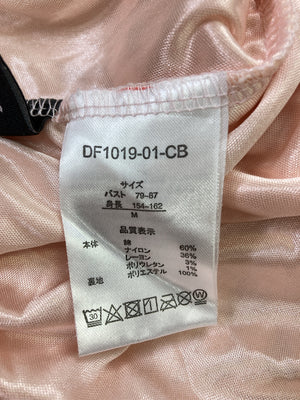 DF1019-01-CB
サイズ
バスト 79-87
身長 154-162
M
品質表示
本体 綿 60%
ナイロン 36%
レーヨン 3%
ポリウレタン 1%
裏地 ポリエステル 100%
30
W